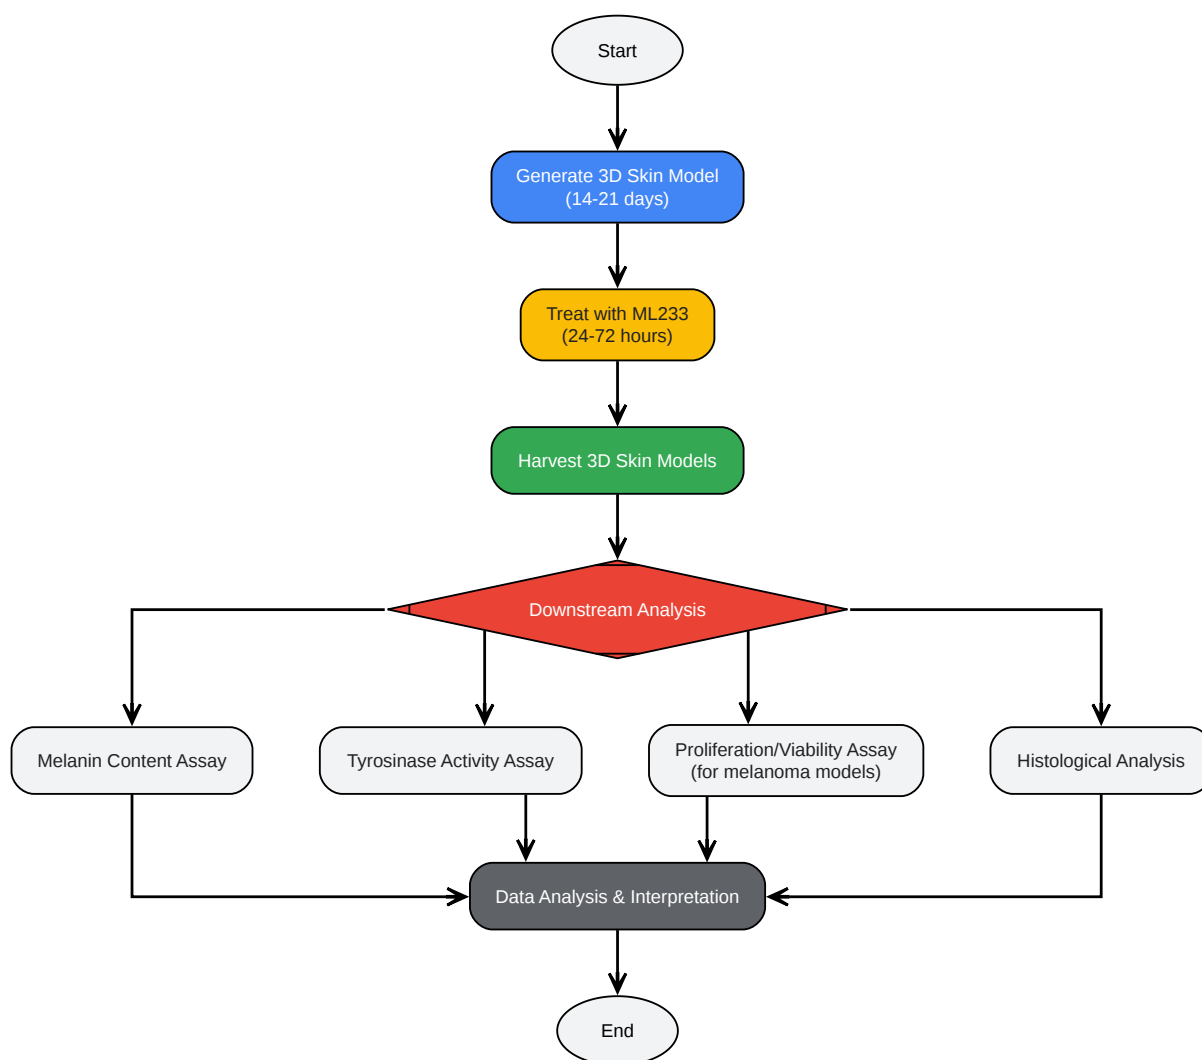 Start
Generate 3D Skin Model
(14-21 days)
Treat with ML233
(24-72 hours)
Harvest 3D Skin Models
Downstream Analysis
Melanin Content Assay
Tyrosinase Activity Assay
Proliferation/Viability Assay
(for melanoma models)
Histological Analysis
Data Analysis & Interpretation
End